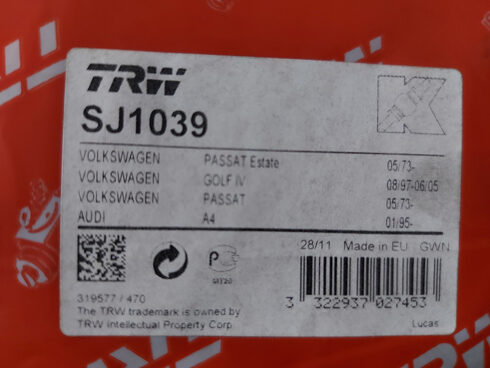 TRW
SJ1039
VOLKSWAGEN PASSAT Estate 05/73-
VOLKSWAGEN GOLF IV 08/97-06/05
VOLKSWAGEN PASSAT 05/73-
AUDI A4 01/95-
28/11 Made in EU GWN
319577 / 470
3 322937 027453
The TRW trademark is owned by
TRW Intellectual Property Corp.
Lucas